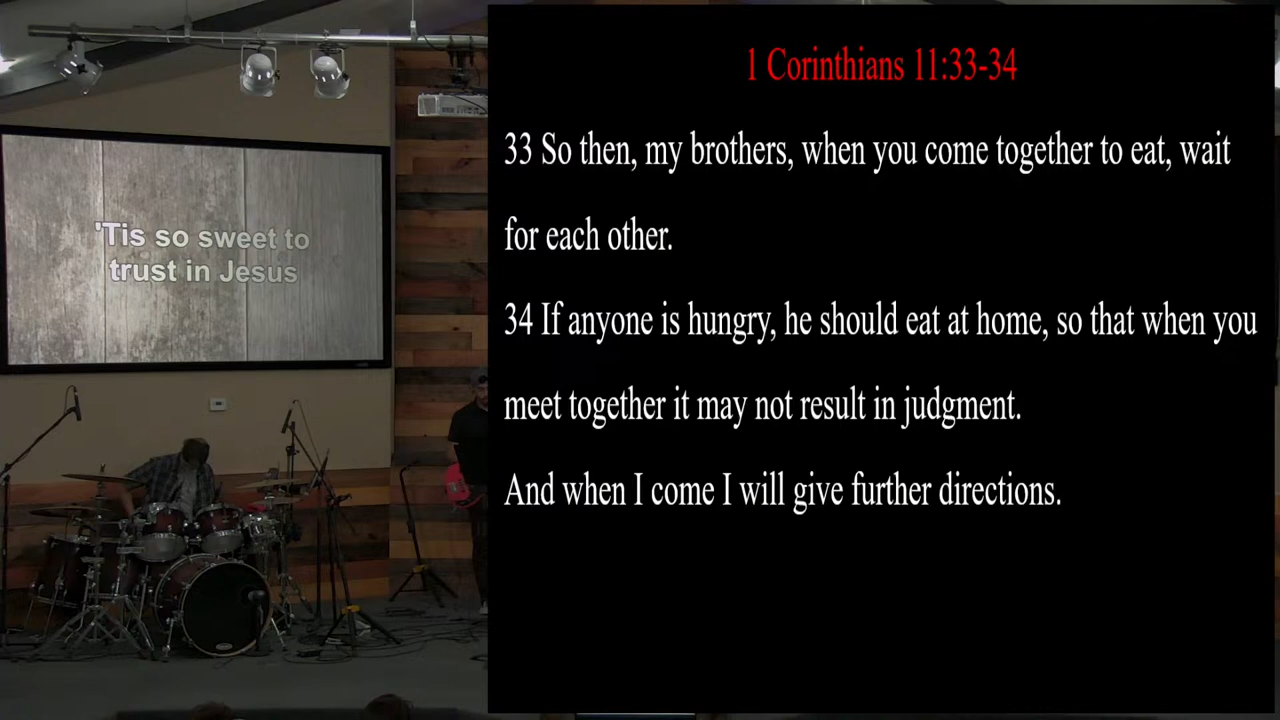 'Tis so sweet to
trust in Jesus
1 Corinthians 11:33-34
33 So then, my brothers, when you come together to eat, wait
for each other.
34 If anyone is hungry, he should eat at home, so that when you
meet together it may not result in judgment.
And when I come I will give further directions.